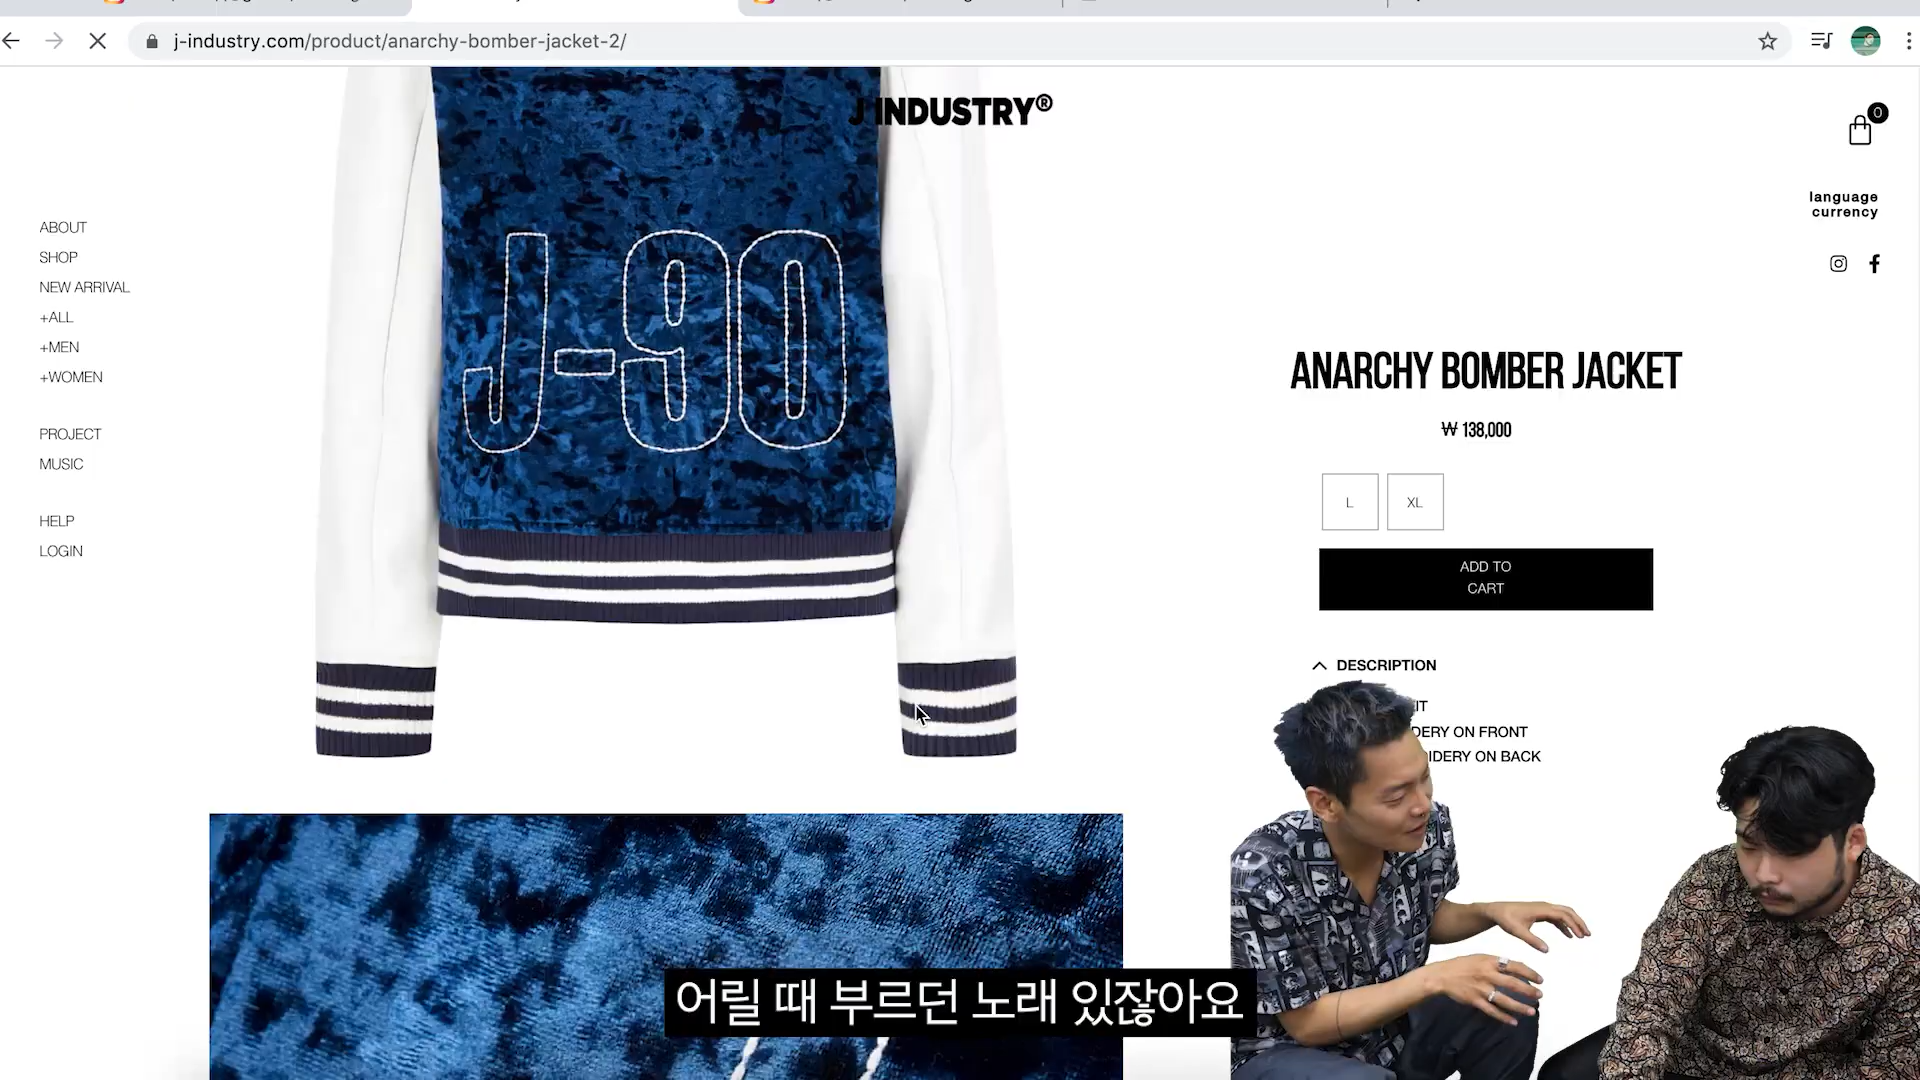 j-industry.com/product/anarchy-bomber-jacket-2/
J INDUSTRY®
0
language
currency
ABOUT
SHOP
NEW ARRIVAL
+ALL
+MEN
+WOMEN
PROJECT
MUSIC
HELP
LOGIN
J-90
ANARCHY BOMBER JACKET
₩ 138,000
L
XL
ADD TO
CART
DESCRIPTION
ON FRONT
ON BACK
어릴 때 부르던 노래 있잖아요